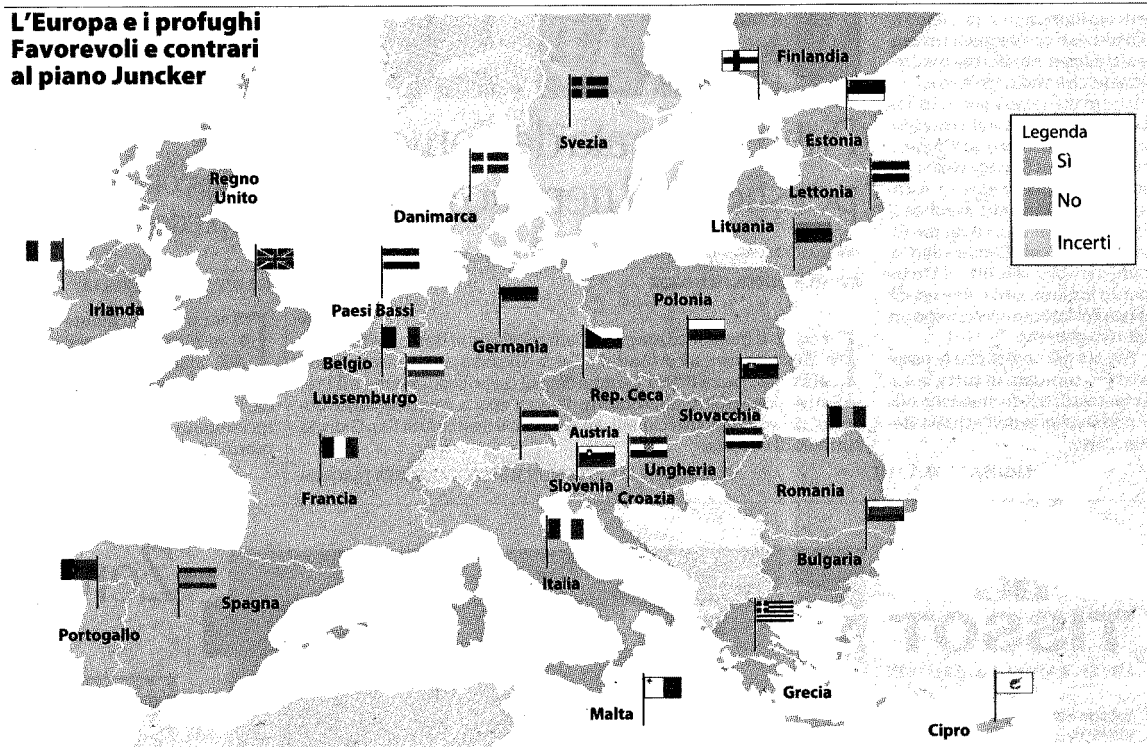 L'Europa e i profughi
Favorevoli e contrari
al piano Juncker
Finlandia
Svezia
Estonia
Legenda
Sì
No
Incerti
Lettonia
Regno
Unito
Danimarca
Lituania
Irlanda
Paesi Bassi
Polonia
Germania
Belgio
Lussemburgo
Rep. Ceca
Slovacchia
Austria
Ungheria
Slovenia
Croazia
Francia
Romania
Bulgaria
Italia
Spagna
Portogallo
Grecia
Malta
Cipro